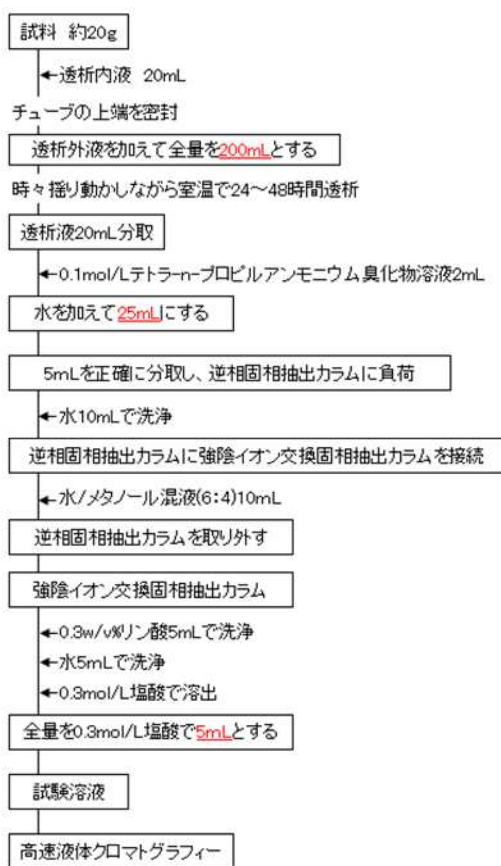 試料 約20g
←透析内液 20mL
チューブの上端を密封
透析外液を加えて全量を200mLとする
時々揺り動かしながら室温で24～48時間透析
透析液20mL分取
←0.1mol/Lテトラ-n-プロピルアンモニウム臭化物溶液2mL
水を加えて25mLにする
5mLを正確に分取し、逆相固相抽出カラムに負荷
←水10mLで洗浄
逆相固相抽出カラムに強陰イオン交換固相抽出カラムを接続
←水/メタノール混液(6:4)10mL
逆相固相抽出カラムを取り外す
強陰イオン交換固相抽出カラム
←0.3w/v%リン酸5mLで洗浄
←水5mLで洗浄
←0.3mol/L塩酸で溶出
全量を0.3mol/L塩酸で5mLとする
試験溶液
高速液体クロマトグラフィー